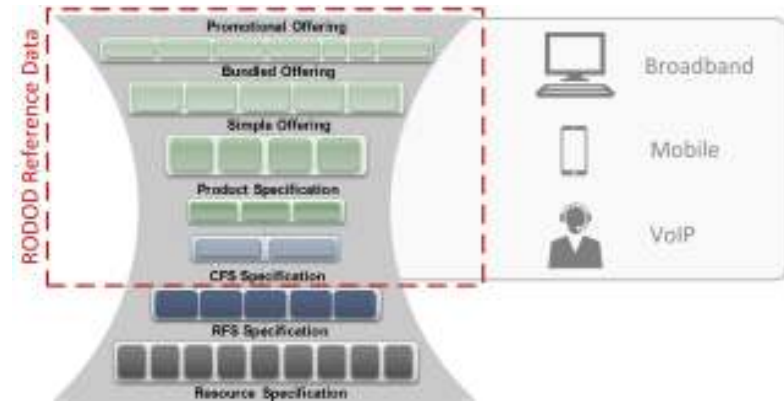 RODOD Reference Data
Promotional Offering
Bundled Offering
Simple Offering
Product Specification
CFS Specification
RFS Specification
Resource Specification
Broadband
Mobile
VoIP